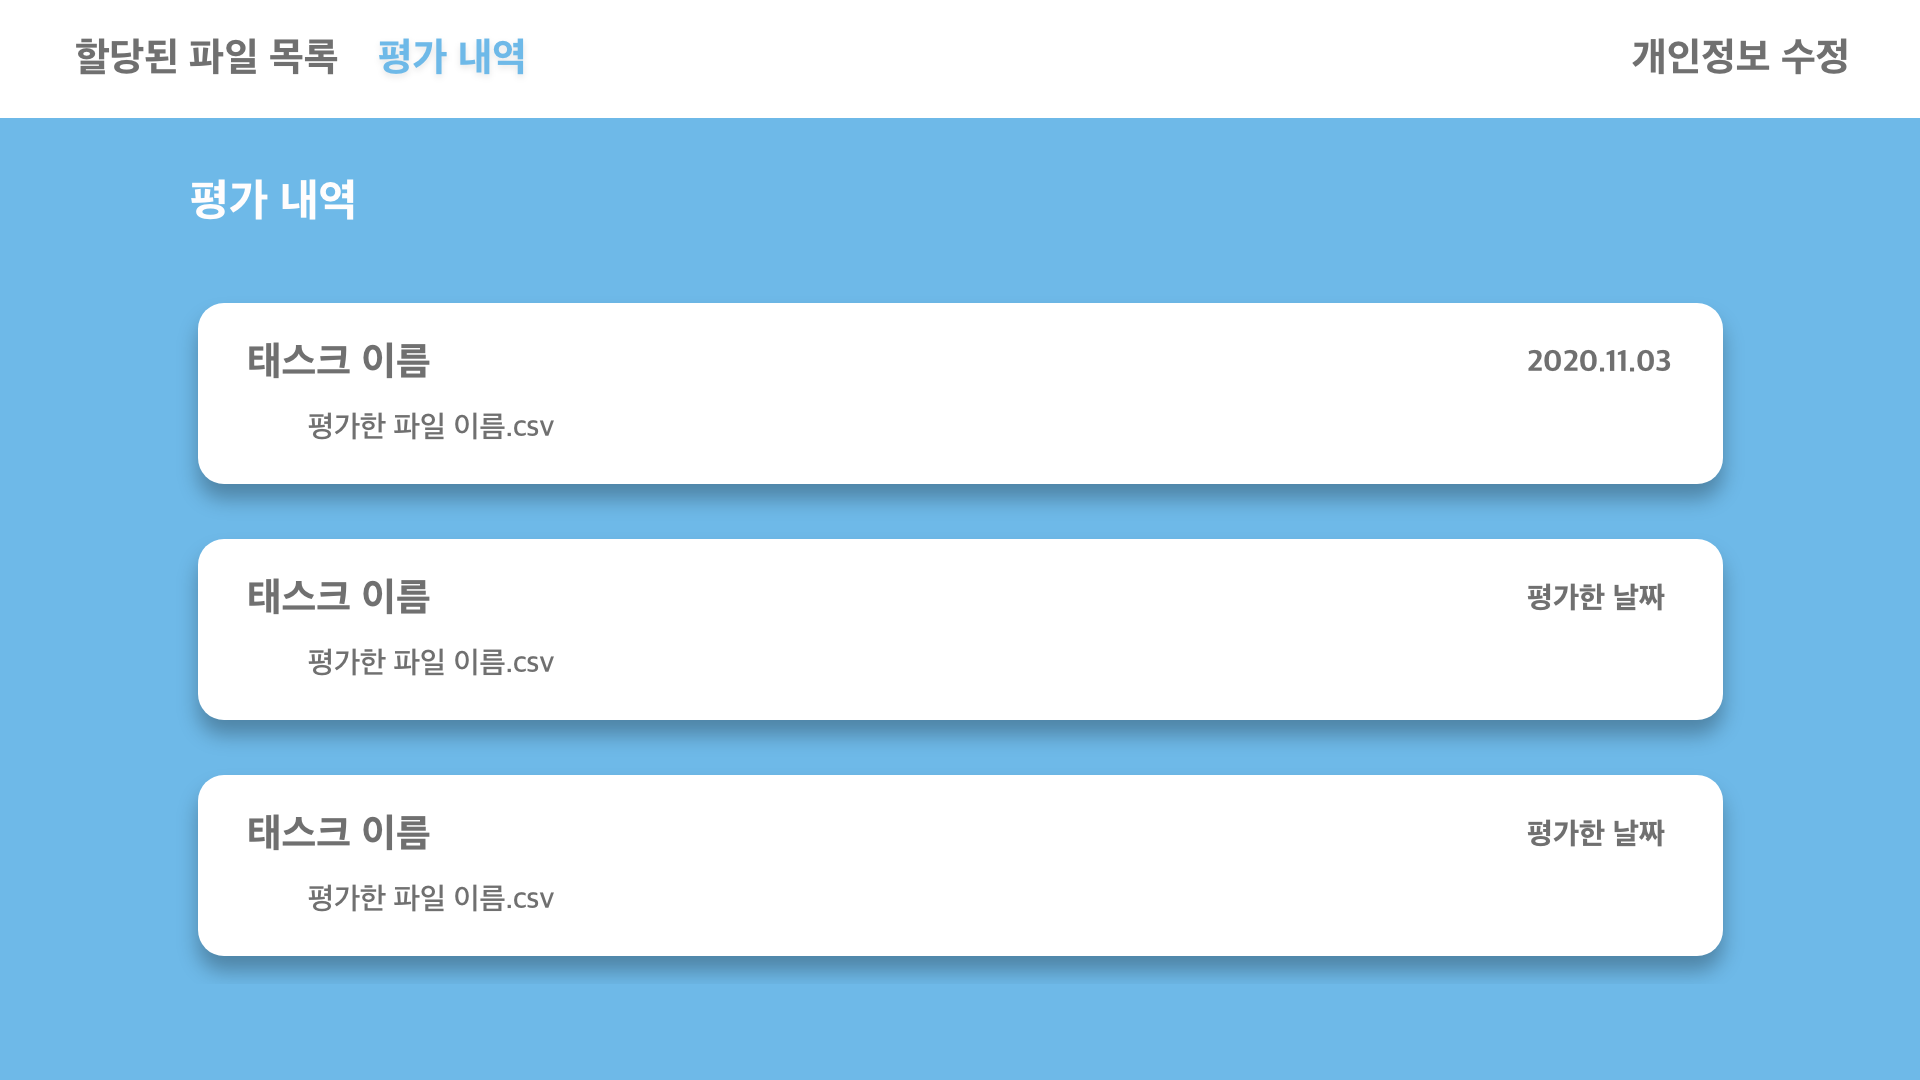 할당된 파일 목록 평가 내역 개인정보 수정
평가 내역
태스크 이름 2020.11.03
평가한 파일 이름.csv
태스크 이름 평가한 날짜
평가한 파일 이름.csv
태스크 이름 평가한 날짜
평가한 파일 이름.csv